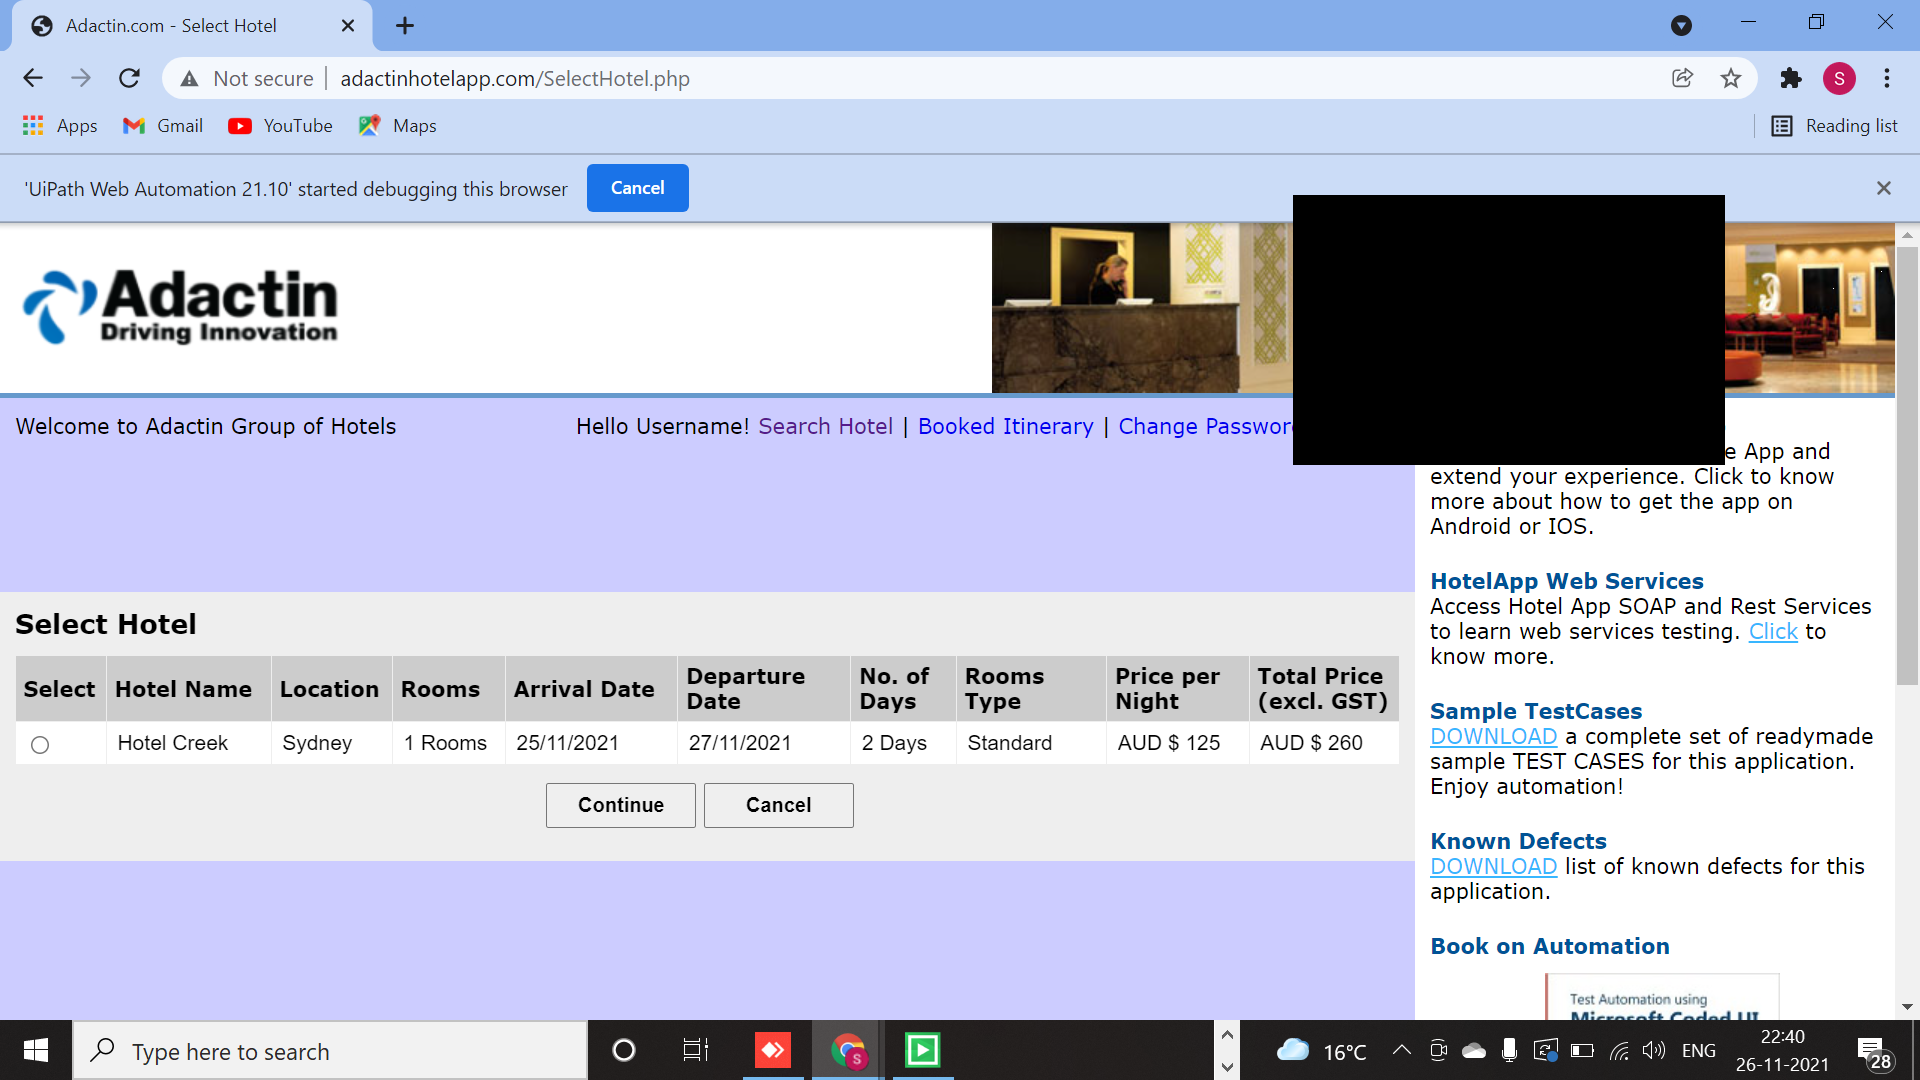 Adactin.com - Select Hotel
Not secure
adactinhotelapp.com/SelectHotel.php
S
Apps
Gmail
YouTube
Maps
Reading list
'UiPath Web Automation 21.10' started debugging this browser
Cancel
Adactin
Driving Innovation
Welcome to Adactin Group of Hotels
Hello Username! Search Hotel | Booked Itinerary | Change
e App and
extend your experience. Click to know
more about how to get the app on
Android or IOS.
HotelApp Web Services
Access Hotel App SOAP and Rest Services
to learn web services testing. Click to
know more.
Sample TestCases
DOWNLOAD a complete set of readymade
sample TEST CASES for this application.
Enjoy automation!
Known Defects
DOWNLOAD list of known defects for this
application.
Book on Automation
Test Automation using
Microsoft Coded UI
Select Hotel
Select Hotel Name Location Rooms Arrival Date Departure Date No. of Days Rooms Type Price per Night Total Price (excl. GST)
Hotel Creek Sydney 1 Rooms 25/11/2021 27/11/2021 2 Days Standard AUD $ 125 AUD $ 260
Continue
Cancel
Type here to search
S
16°C
ENG
22:40
26-11-2021
28